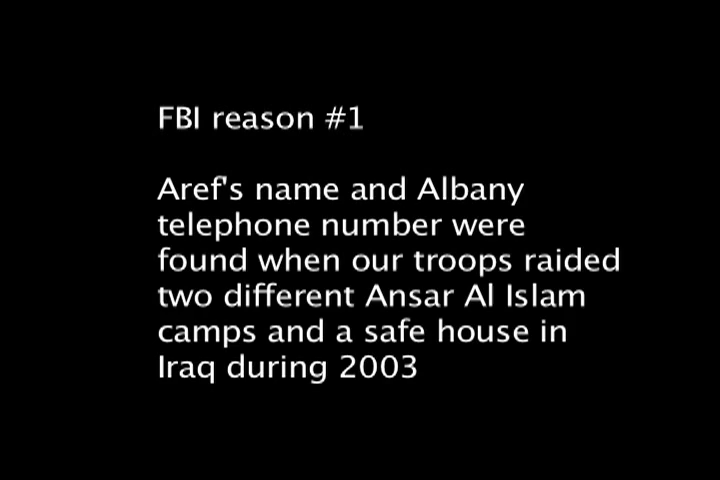 FBI reason #1
Aref's name and Albany
telephone number were
found when our troops raided
two different Ansar Al Islam
camps and a safe house in
Iraq during 2003